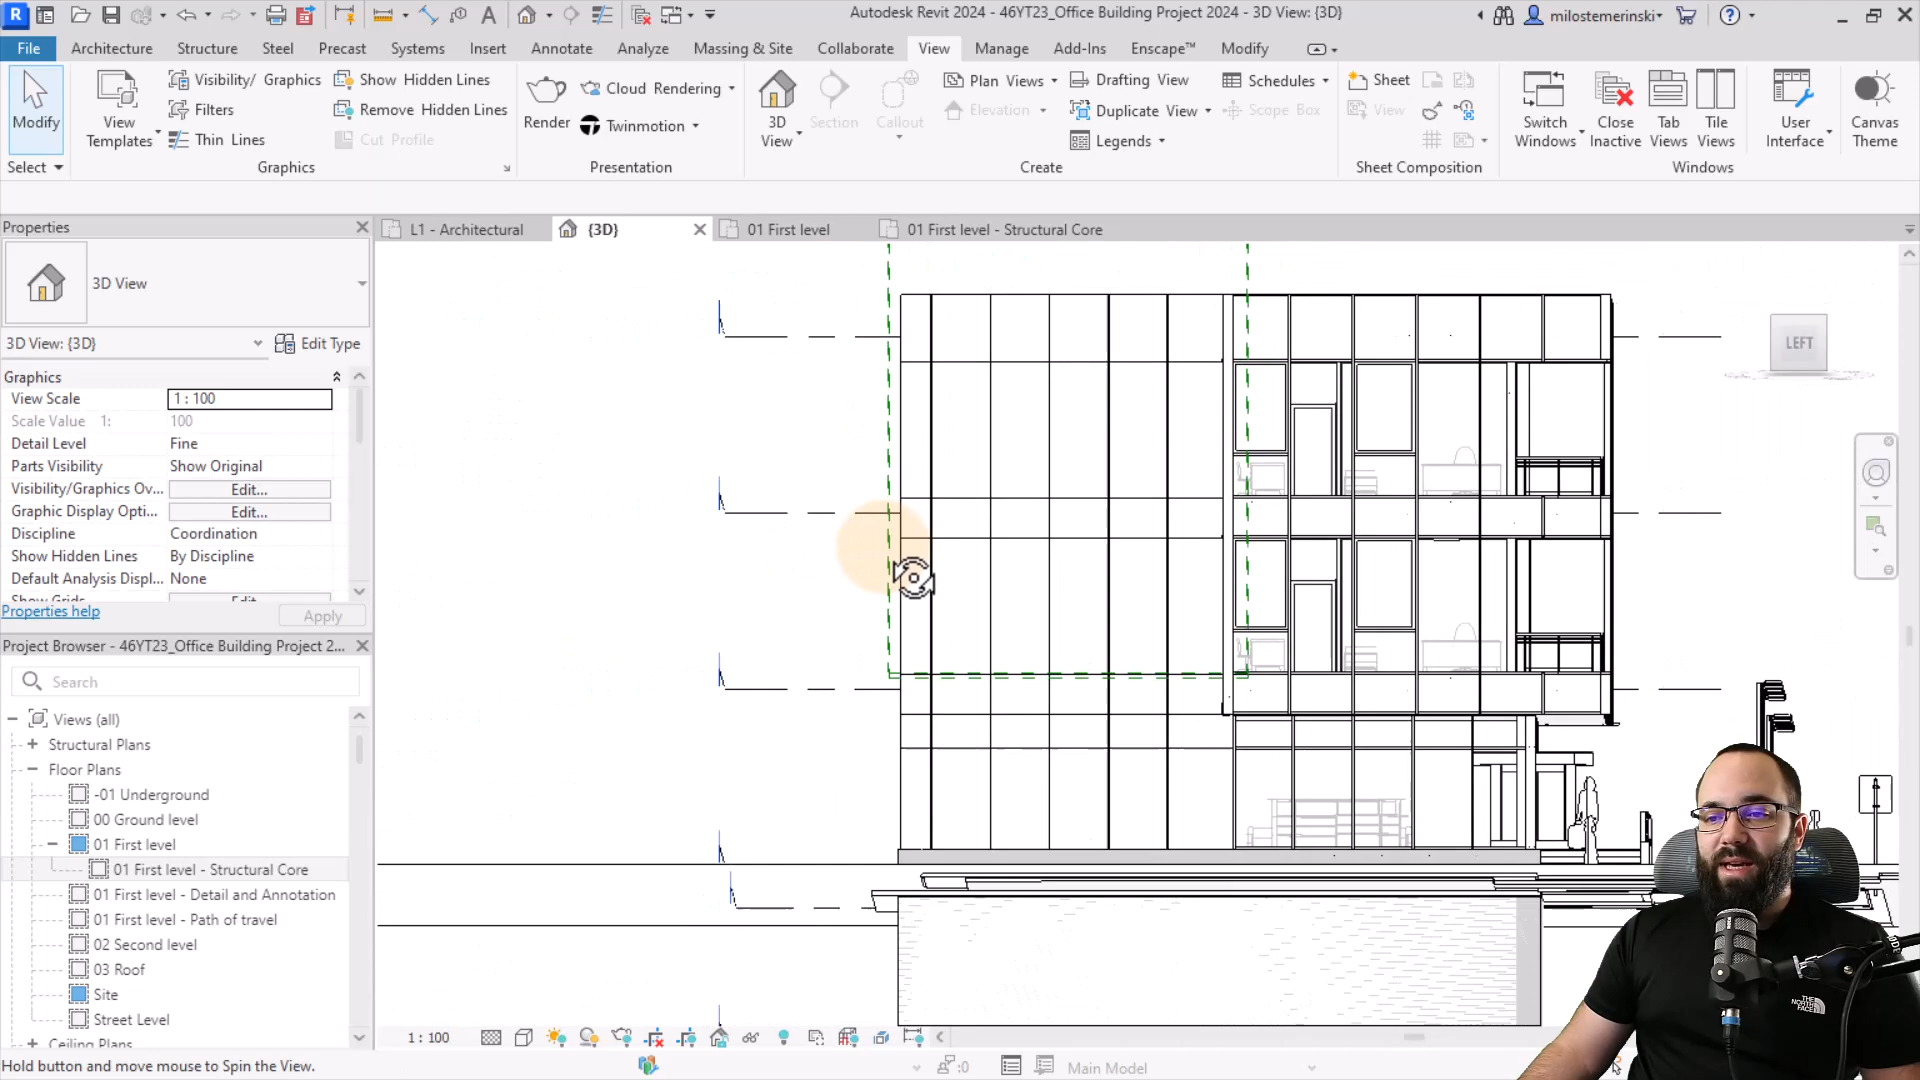 Autodesk Revit 2024 - 46YT23_Office Building Project 2024 - 3D View: {3D}
milostemerinski
File Architecture Structure Steel Precast Systems Insert Annotate Analyze Massing & Site Collaborate View Manage Add-Ins Enscape™ Modify
Modify
View Templates
Visibility/ Graphics
Filters
Thin Lines
Show Hidden Lines
Remove Hidden Lines
Cut Profile
Render
Cloud Rendering
Twinmotion
3D View
Section
Callout
Plan Views
Elevation
Drafting View
Duplicate View
Legends
Schedules
Scope Box
Sheet
View
Switch Windows
Close Inactive
Tab Views
Tile Views
User Interface
Canvas Theme
Select Graphics Presentation Create Sheet Composition Windows
Properties
L1 - Architectural {3D} 01 First level 01 First level - Structural Core
3D View
3D View: {3D} Edit Type
Graphics
View Scale 1 : 100
Scale Value 1: 100
Detail Level Fine
Parts Visibility Show Original
Visibility/Graphics Ov... Edit...
Graphic Display Opti... Edit...
Discipline Coordination
Show Hidden Lines By Discipline
Default Analysis Displ... None
Show Grids Edit...
Properties help Apply
Project Browser - 46YT23_Office Building Project 2...
Search
Views (all)
Structural Plans
Floor Plans
-01 Underground
00 Ground level
01 First level
01 First level - Structural Core
01 First level - Detail and Annotation
01 First level - Path of travel
02 Second level
03 Roof
Site
Street Level
Ceiling Plans
LEFT
1 : 100
Hold button and move mouse to Spin the View.
:0
Main Model
THE NORTH FACE